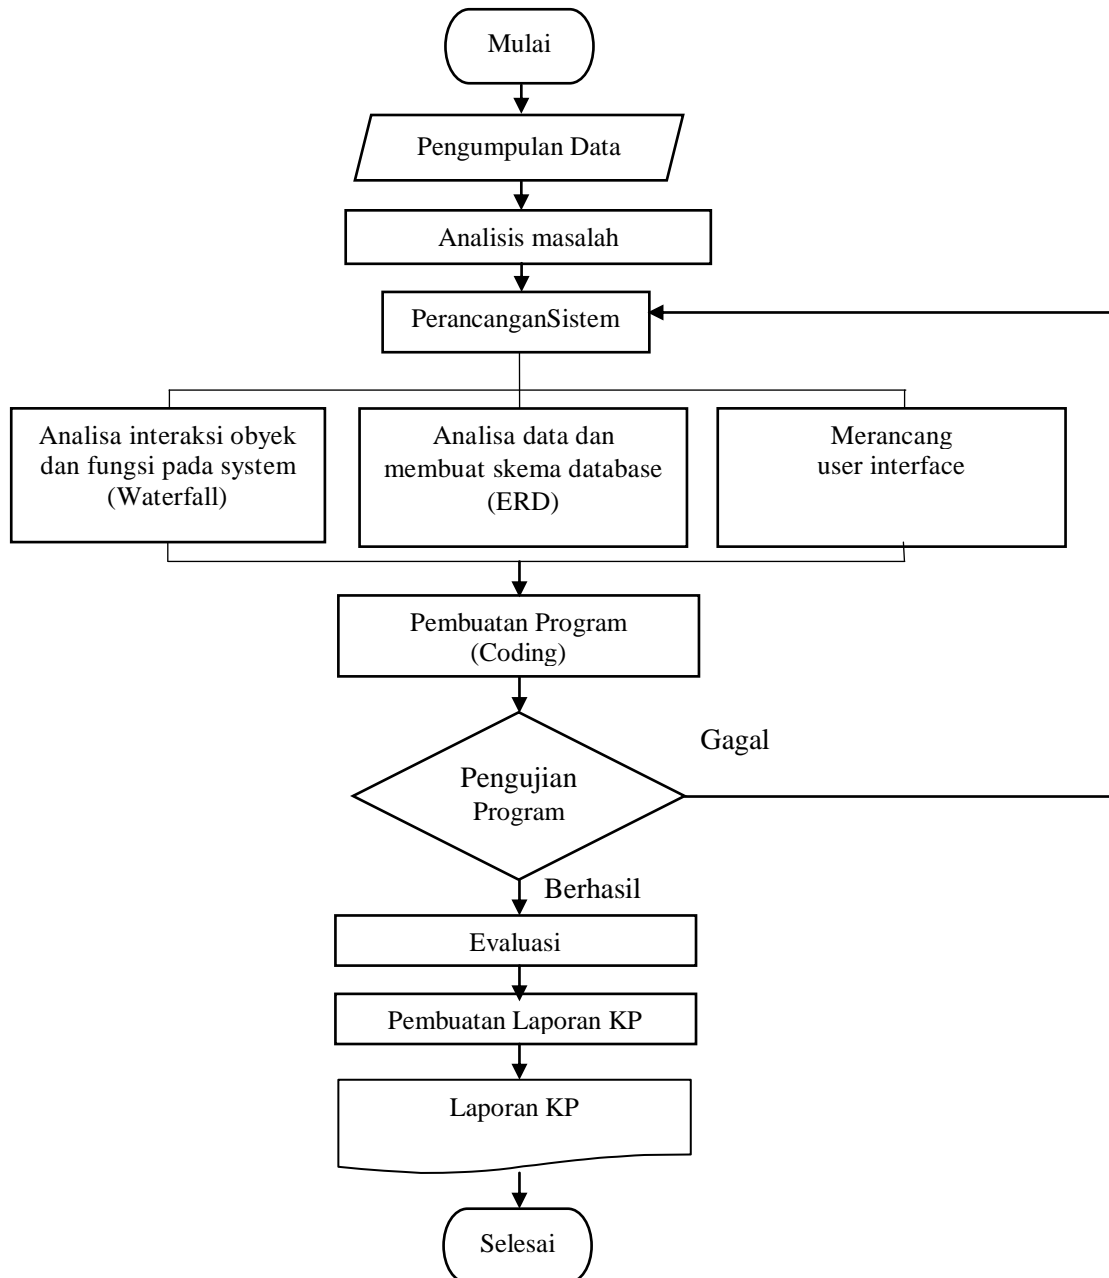 Mulai
Pengumpulan Data
Analisis masalah
PerancanganSistem
Analisa interaksi obyek
dan fungsi pada system
(Waterfall)
Analisa data dan
membuat skema database
(ERD)
Merancang
user interface
Pembuatan Program
(Coding)
Gagal
Pengujian
Program
Berhasil
Evaluasi
Pembuatan Laporan KP
Laporan KP
Selesai